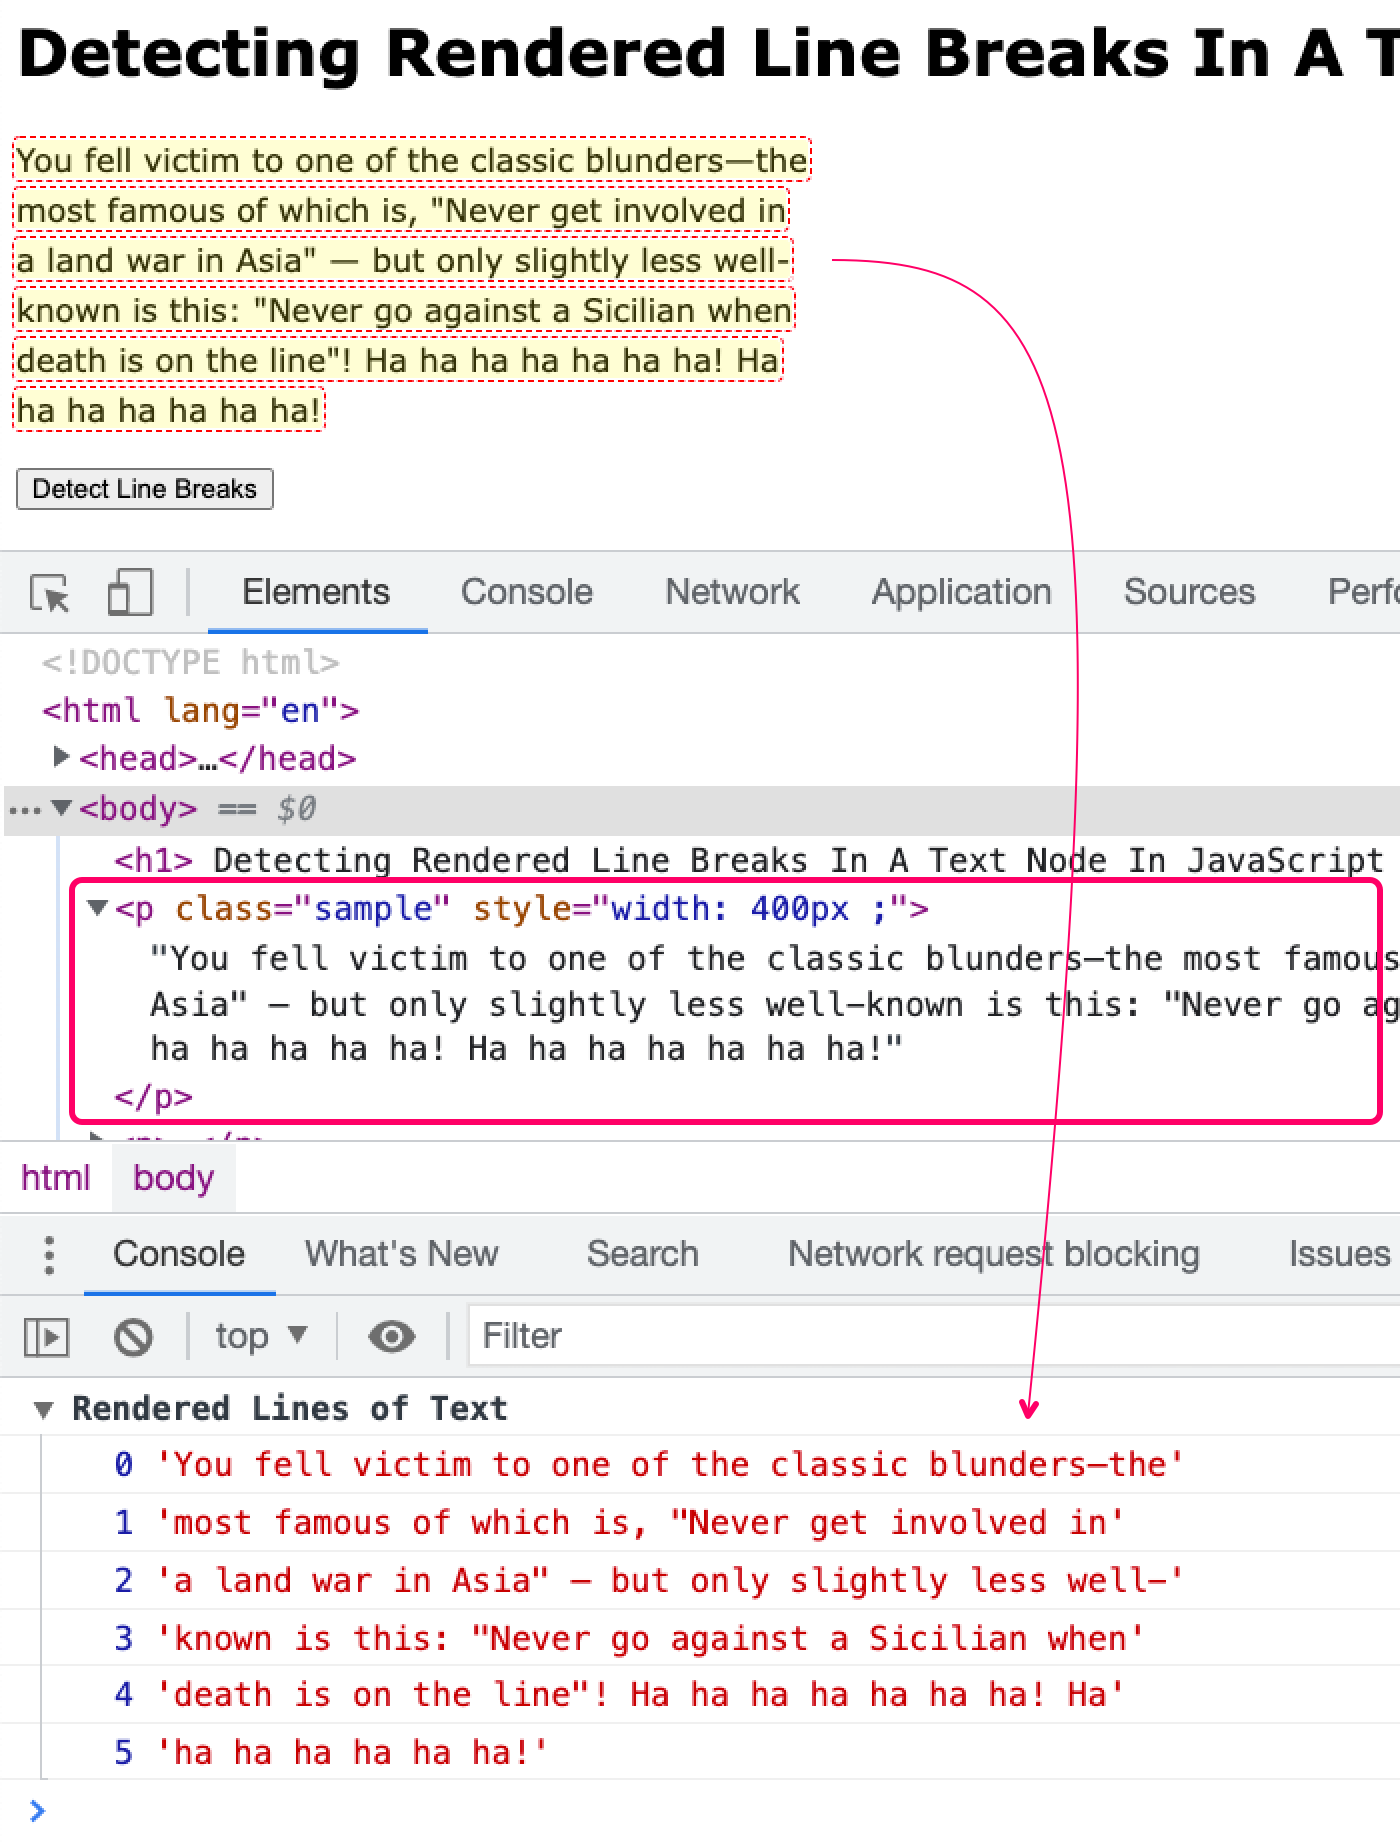 Detecting Rendered Line Breaks In A T
You fell victim to one of the classic blunders—the
most famous of which is, "Never get involved in
a land war in Asia" — but only slightly less well-
known is this: "Never go against a Sicilian when
death is on the line"! Ha ha ha ha ha ha ha! Ha
ha ha ha ha ha ha!
Detect Line Breaks
Elements Console Network Application Sources Perfo
<!DOCTYPE html>
<html lang="en">
<head>…</head>
… <body> == $0
<h1> Detecting Rendered Line Breaks In A Text Node In JavaScript
<p class="sample" style="width: 400px ;">
"You fell victim to one of the classic blunders—the most famous
Asia" — but only slightly less well-known is this: "Never go ag
ha ha ha ha ha! Ha ha ha ha ha ha ha!"
</p>
html body
Console What's New Search Network request blocking Issues
top Filter
Rendered Lines of Text
0 'You fell victim to one of the classic blunders—the'
1 'most famous of which is, "Never get involved in'
2 'a land war in Asia" — but only slightly less well-'
3 'known is this: "Never go against a Sicilian when'
4 'death is on the line"! Ha ha ha ha ha ha ha! Ha'
5 'ha ha ha ha ha ha!'